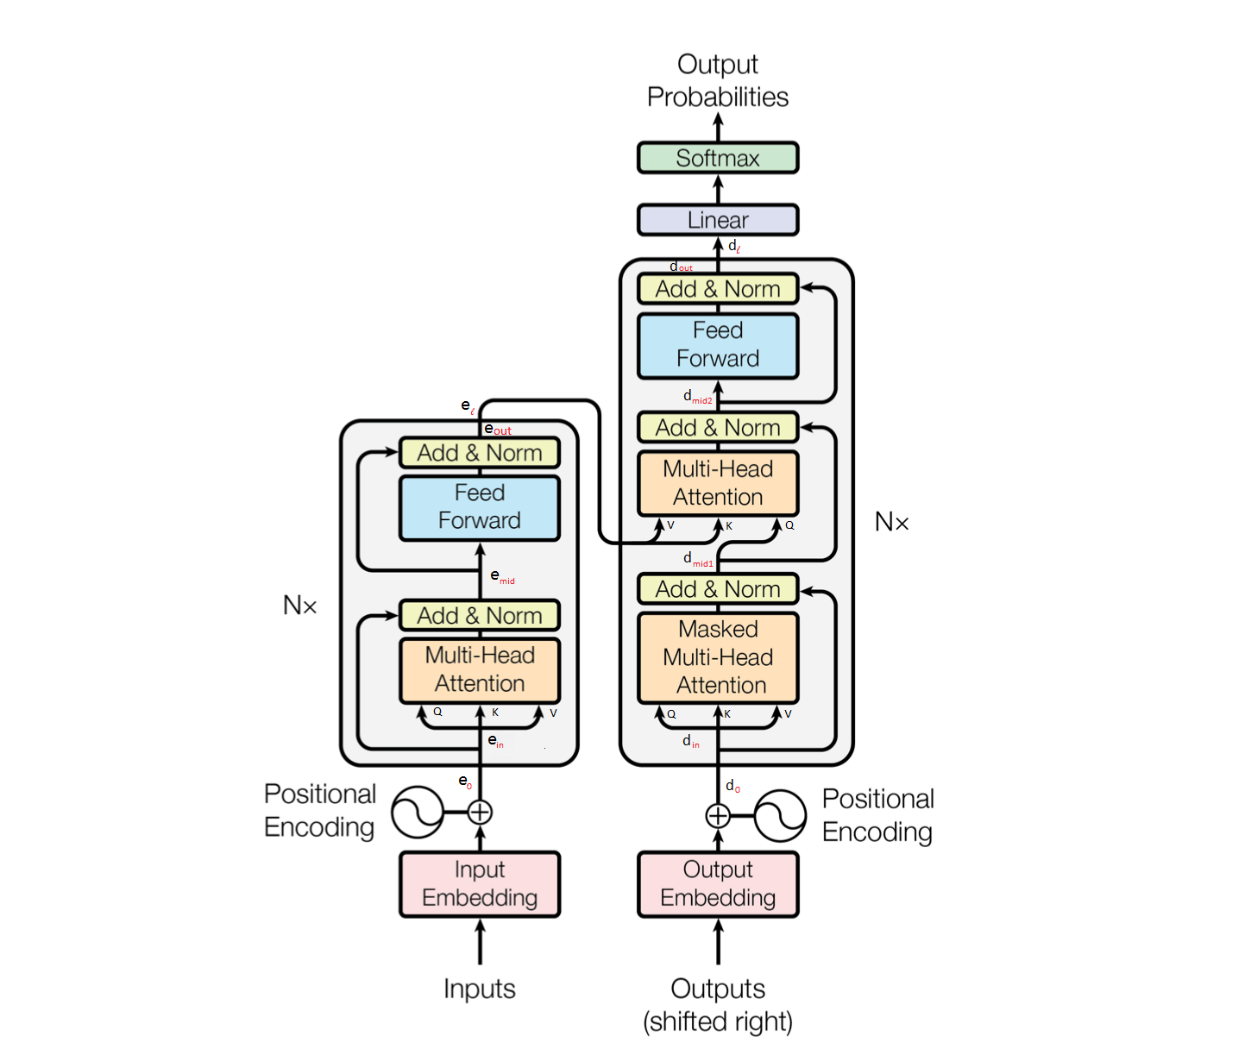 Output
Probabilities
Softmax
Linear
dℓ
dout
Add & Norm
Feed
Forward
dmid2
Add & Norm
Multi-Head
Attention
V K Q
dmid1
Add & Norm
Masked
Multi-Head
Attention
Q K V
din
Nx
d0
Positional
Encoding
Output
Embedding
Outputs
(shifted right)
eℓ
eout
Add & Norm
Feed
Forward
emid
Add & Norm
Multi-Head
Attention
Q K V
ein
Nx
e0
Positional
Encoding
Input
Embedding
Inputs